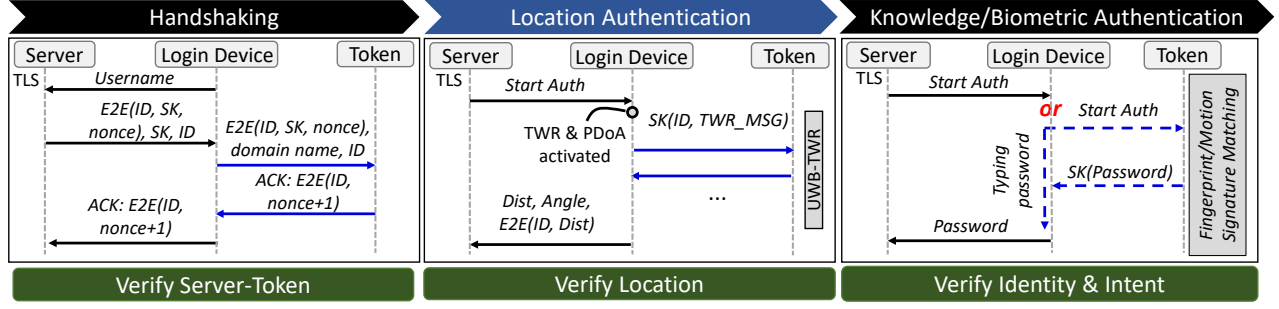 Handshaking
Server
Login Device
Token
TLS
Username
E2E(ID, SK,
nonce), SK, ID
E2E(ID, SK, nonce),
domain name, ID
ACK: E2E(ID,
nonce+1)
ACK: E2E(ID,
nonce+1)
Verify Server-Token
Location Authentication
Server
Login Device
Token
TLS
Start Auth
TWR & PDoA
activated
SK(ID, TWR_MSG)
UWB-TWR
...
Dist, Angle,
E2E(ID, Dist)
Verify Location
Knowledge/Biometric Authentication
Server
Login Device
Token
TLS
Start Auth
or
Start Auth
Typing
password
SK(Password)
Password
Fingerprint/Motion
Signature Matching
Verify Identity & Intent